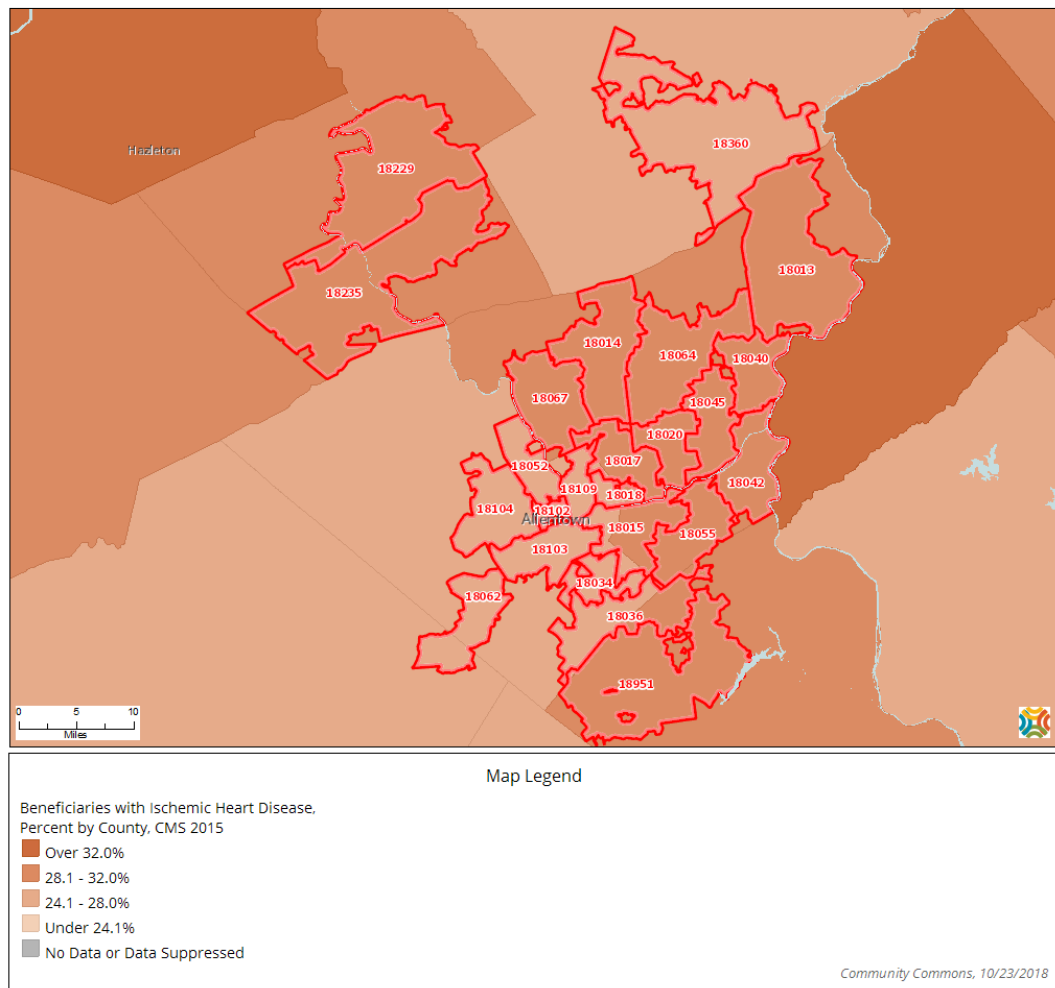 Hazleton
18360
18229
18013
18235
18014
18064
18040
18067
18045
18020
18017
18052
18042
18109
18018
18104
18102
Allentown
18015
18055
18103
18034
18062
18036
18951
0 5 10
Miles
Map Legend
Beneficiaries with Ischemic Heart Disease,
Percent by County, CMS 2015
Over 32.0%
28.1 - 32.0%
24.1 - 28.0%
Under 24.1%
No Data or Data Suppressed
Community Commons, 10/23/2018